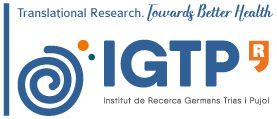 Translational Research. Towards Better Health
IGTP R
Institut de Recerca Germans Trias i Pujol